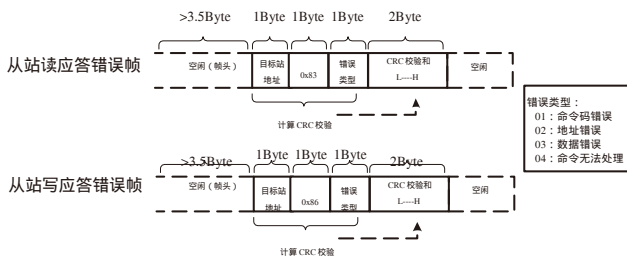 >3.5Byte 1Byte 1Byte 1Byte 2Byte
从站读应答错误帧
空闲（帧头）
目标站
地址
0x83
错误
类型
CRC 校验和
L----H
空闲
计算 CRC 校验
错误类型：
01：命令码错误
02：地址错误
03：数据错误
04：命令无法处理
>3.5Byte 1Byte 1Byte 1Byte 2Byte
从站写应答错误帧
空闲（帧头）
目标站
地址
0x86
错误
类型
CRC 校验和
L----H
空闲
计算 CRC 校验